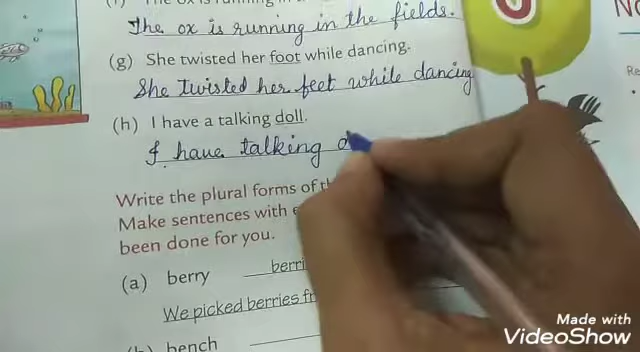 The ox is running in the fields.
(g) She twisted her foot while dancing.
She twisted her feet while dancing
(h) I have a talking doll.
I have talking d
Write the plural forms of
Make sentences with
been done for you.
(a) berry berri
We picked berries fr
bench
Made with
VideoShow